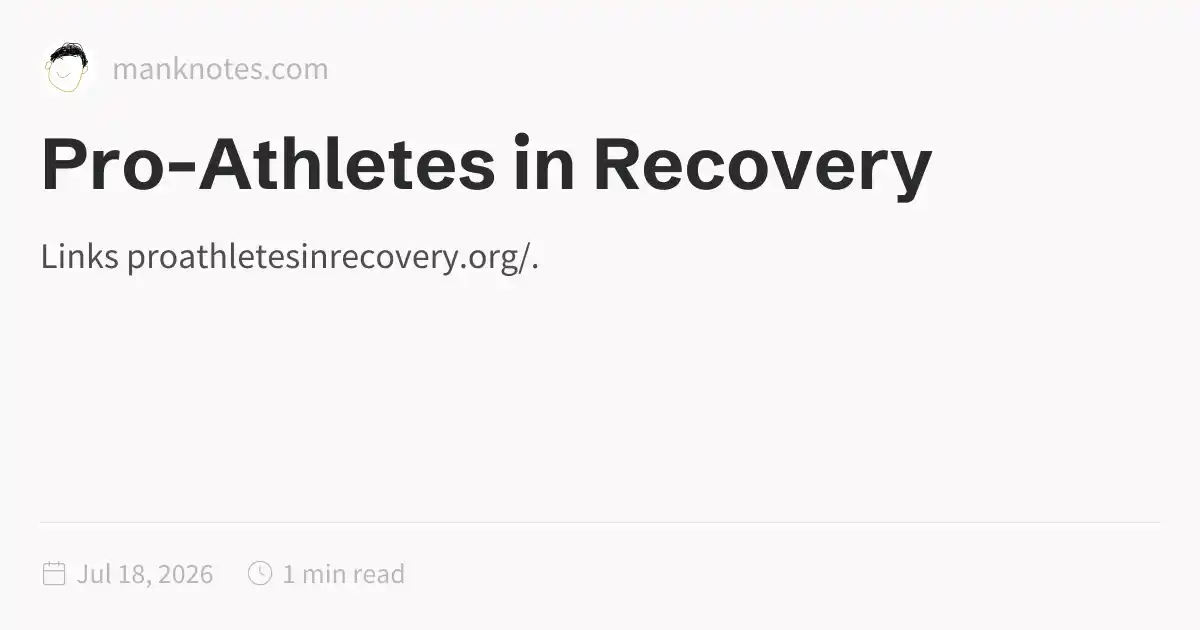 manknotes.com
Pro-Athletes in Recovery
Links proathletesinrecovery.org/.
Jul 18, 2026 1 min read